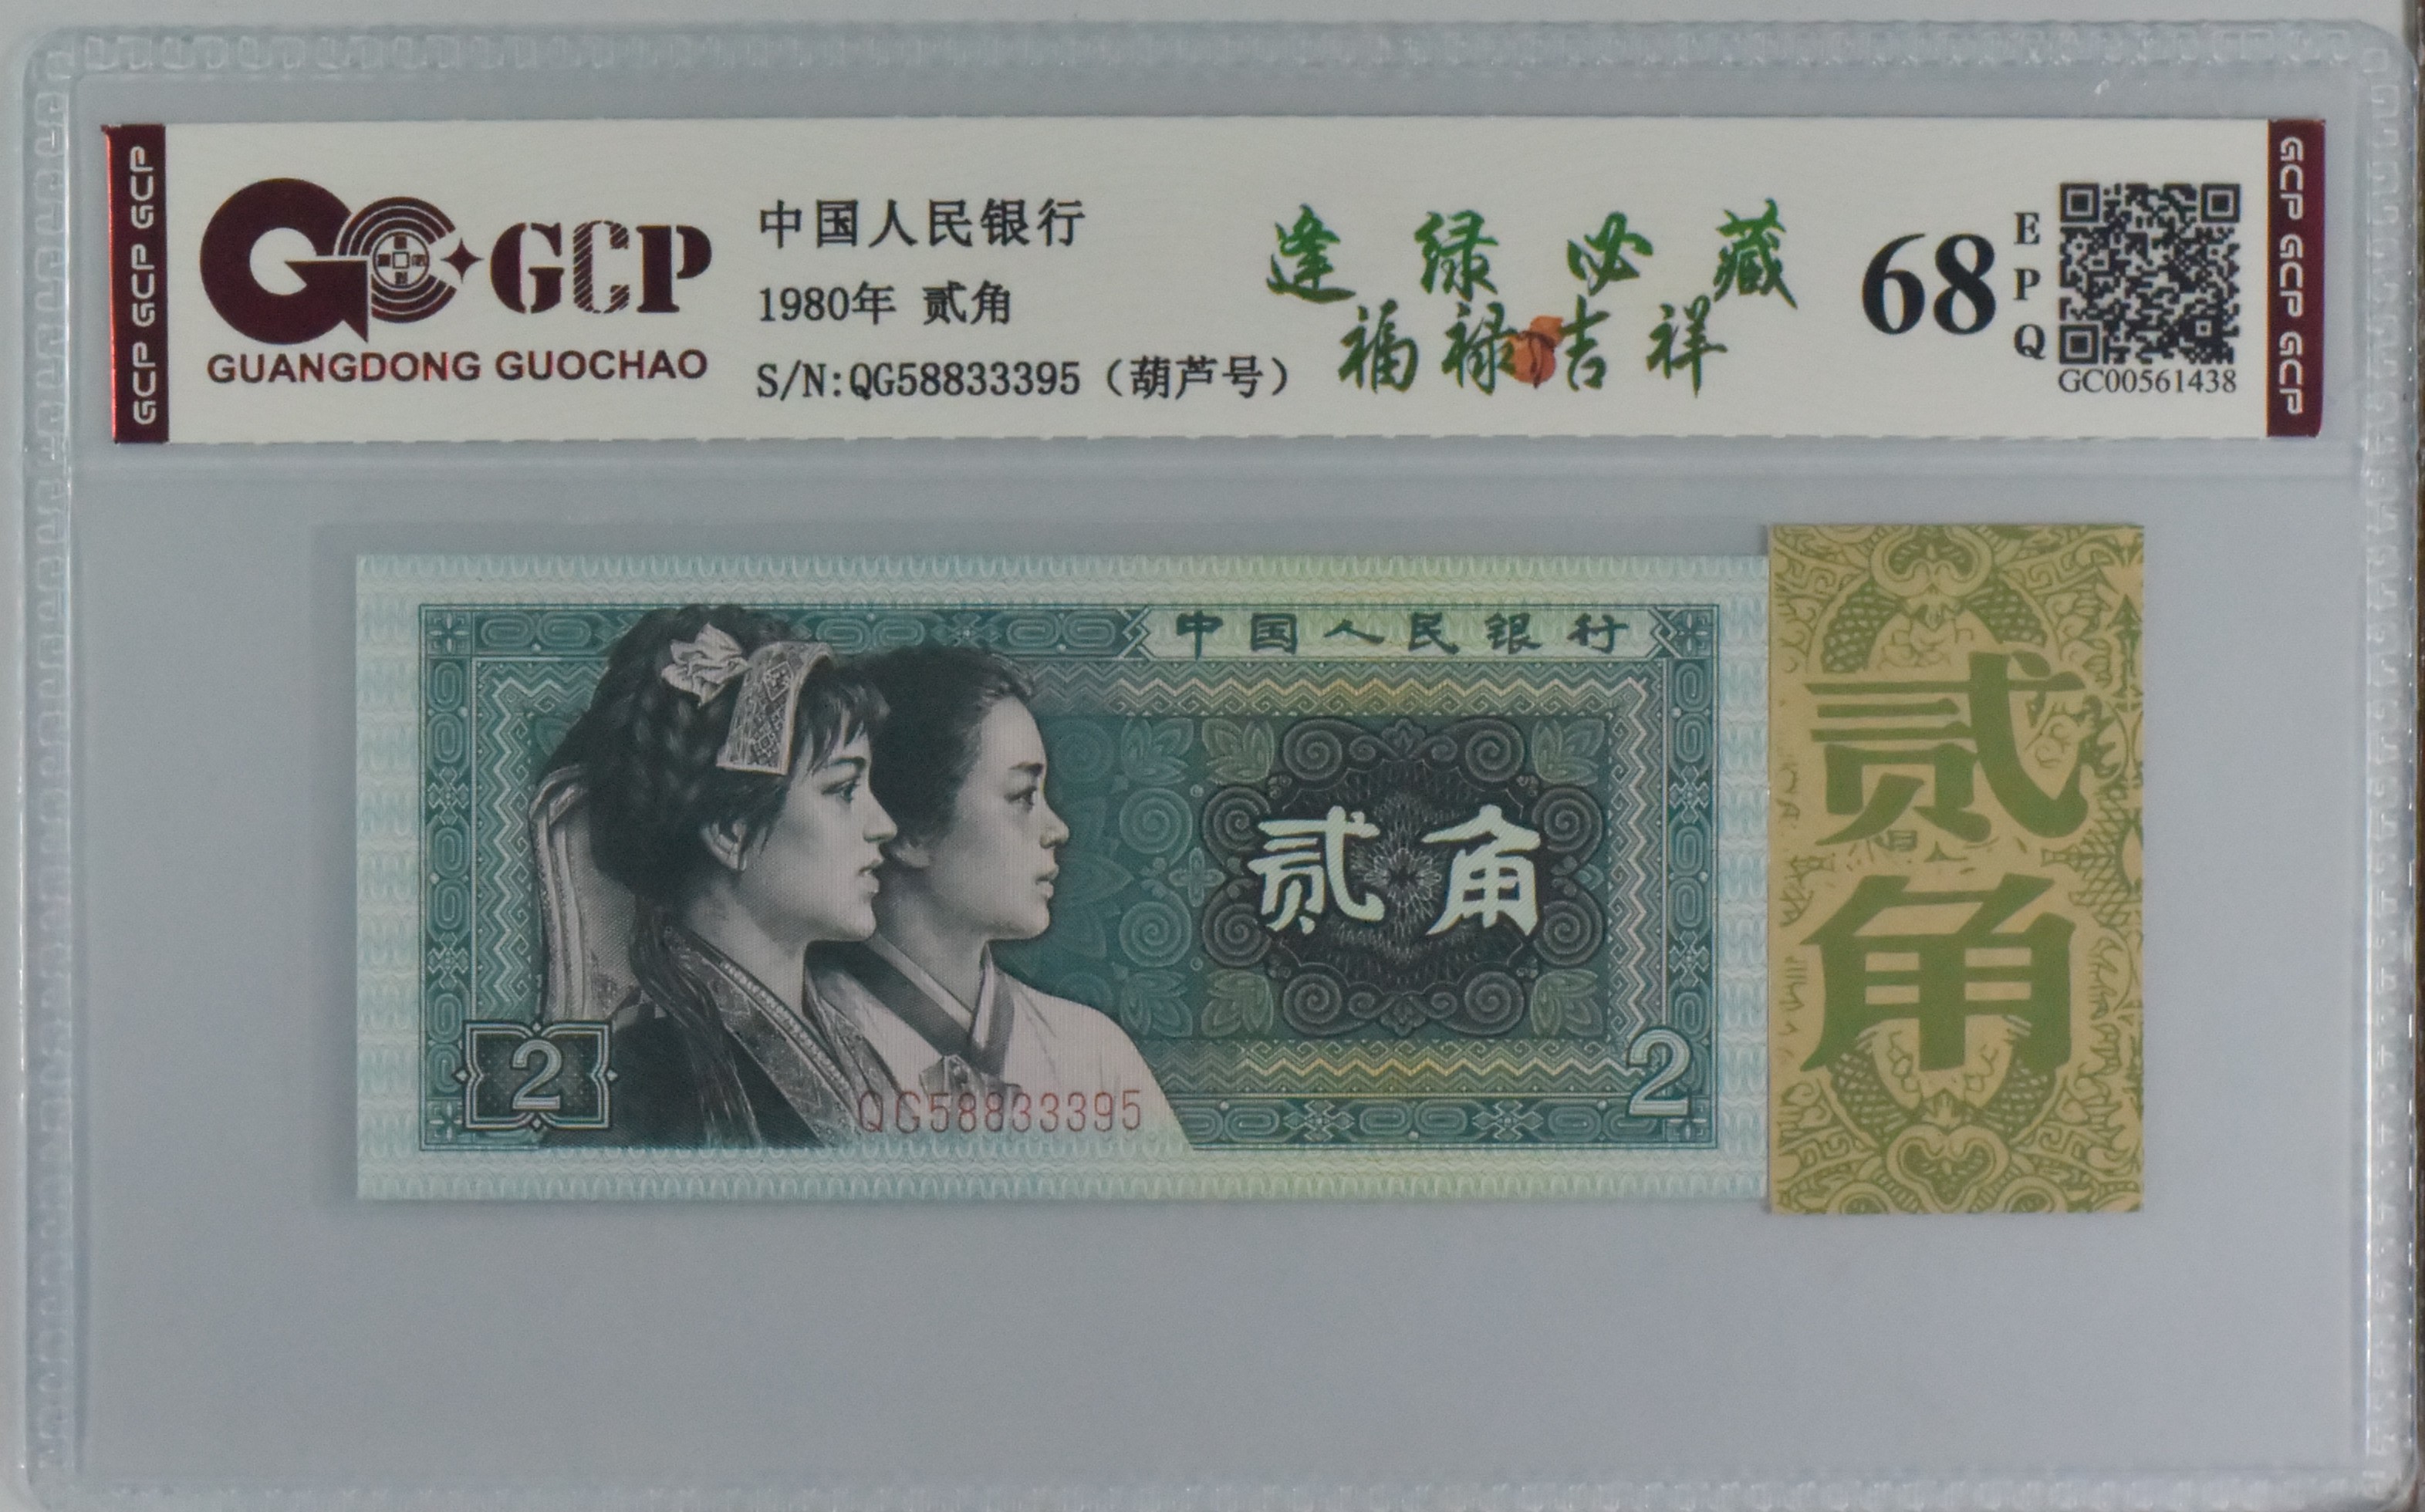 GCP GCP GCP
GCP
GUANGDONG GUOCHAO
中国人民银行
1980年 贰角
S/N:QG58833395（葫芦号）
逢绿必藏
福禄吉祥
68
EPQ
GC00561438
GCP GCP GCP
中国人民银行
贰角
2
QG58833395
2
贰角